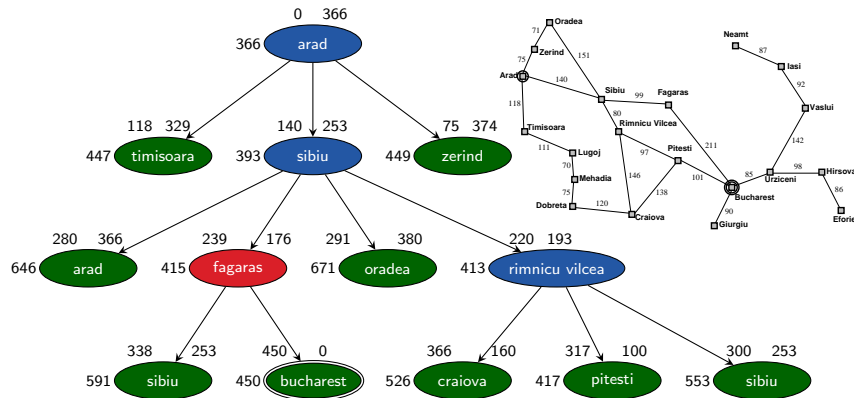 0 366
366 arad
118 329
447 timisoara
140 253
393 sibiu
75 374
449 zerind
280 366
646 arad
239 176
415 fagaras
291 380
671 oradea
220 193
413 rimnicu vilcea
338 253
591 sibiu
450 0
450 bucharest
366 160
526 craiova
317 100
417 pitesti
300 253
553 sibiu
Oradea
71
Zerind
75
151
Arad
140
118
Sibiu
99
Fagaras
80
Timisoara
Rimnicu Vilcea
111
Lugoj
97
Pitesti
211
70
Mehadia
146
101
75
138
Dobreta
120
Craiova
Bucharest
90
Giurgiu
85
Urziceni
98
Hirsova
86
Eforie
142
Vaslui
92
Iasi
87
Neamt